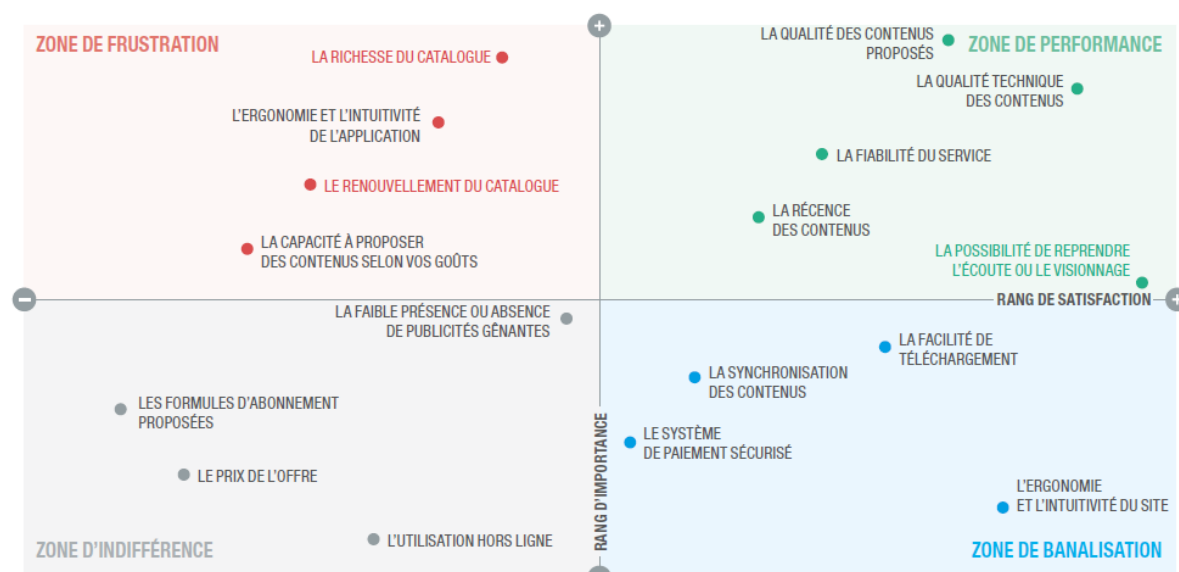 ZONE DE FRUSTRATION
LA RICHESSE DU CATALOGUE
L'ERGONOMIE ET L'INTUITIVITÉ
DE L'APPLICATION
LE RENOUVELLEMENT DU CATALOGUE
LA CAPACITÉ À PROPOSER
DES CONTENUS SELON VOS GOÛTS
+
LA QUALITÉ DES CONTENUS
PROPOSÉS
ZONE DE PERFORMANCE
LA QUALITÉ TECHNIQUE
DES CONTENUS
LA FIABILITÉ DU SERVICE
LA RÉCENCE
DES CONTENUS
LA POSSIBILITÉ DE REPRENDRE
L'ÉCOUTE OU LE VISIONNAGE
−
RANG DE SATISFACTION
+
LA FAIBLE PRÉSENCE OU ABSENCE
DE PUBLICITÉS GÊNANTES
LES FORMULES D'ABONNEMENT
PROPOSÉES
LE PRIX DE L'OFFRE
L'UTILISATION HORS LIGNE
ZONE D'INDIFFÉRENCE
RANG D'IMPORTANCE
LA FACILITÉ DE
TÉLÉCHARGEMENT
LA SYNCHRONISATION
DES CONTENUS
LE SYSTÈME
DE PAIEMENT SÉCURISÉ
L'ERGONOMIE
ET L'INTUITIVITÉ DU SITE
ZONE DE BANALISATION